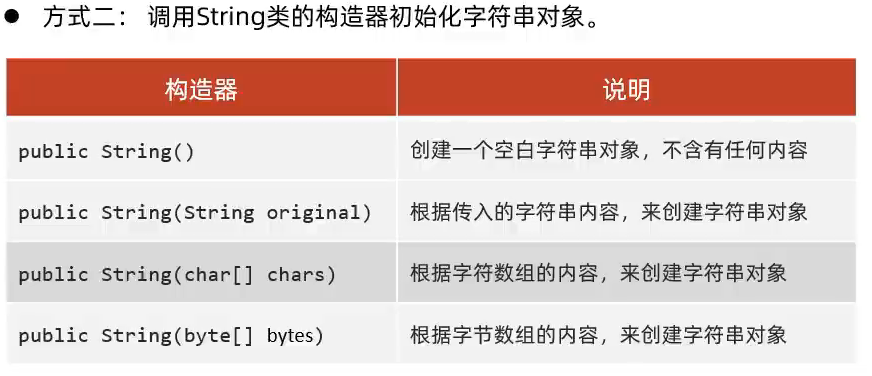 ● 方式二： 调用String类的构造器初始化字符串对象。
构造器 说明
public String() 创建一个空白字符串对象，不含有任何内容
public String(String original) 根据传入的字符串内容，来创建字符串对象
public String(char[] chars) 根据字符数组的内容，来创建字符串对象
public String(byte[] bytes) 根据字节数组的内容，来创建字符串对象